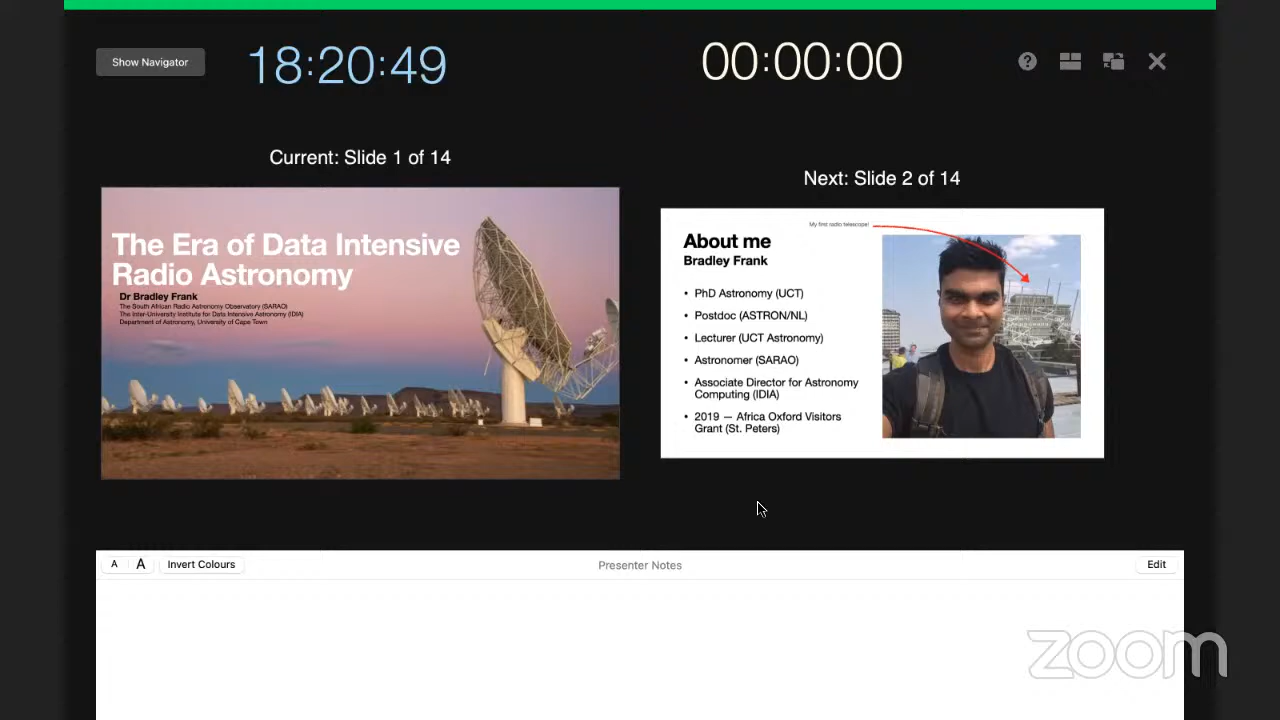 Show Navigator
18:20:49
00:00:00
Current: Slide 1 of 14
Next: Slide 2 of 14
The Era of Data Intensive
Radio Astronomy
Dr Bradley Frank
The South African Radio Astronomy Observatory (SARAO)
The Inter-University Institute for Data Intensive Astronomy (IDIA)
Department of Astronomy, University of Cape Town
My first radio telescope!
About me
Bradley Frank
• PhD Astronomy (UCT)
• Postdoc (ASTRON/NL)
• Lecturer (UCT Astronomy)
• Astronomer (SARAO)
• Associate Director for Astronomy
Computing (IDIA)
• 2019 — Africa Oxford Visitors
Grant (St. Peters)
A A Invert Colours
Presenter Notes
Edit
zoom